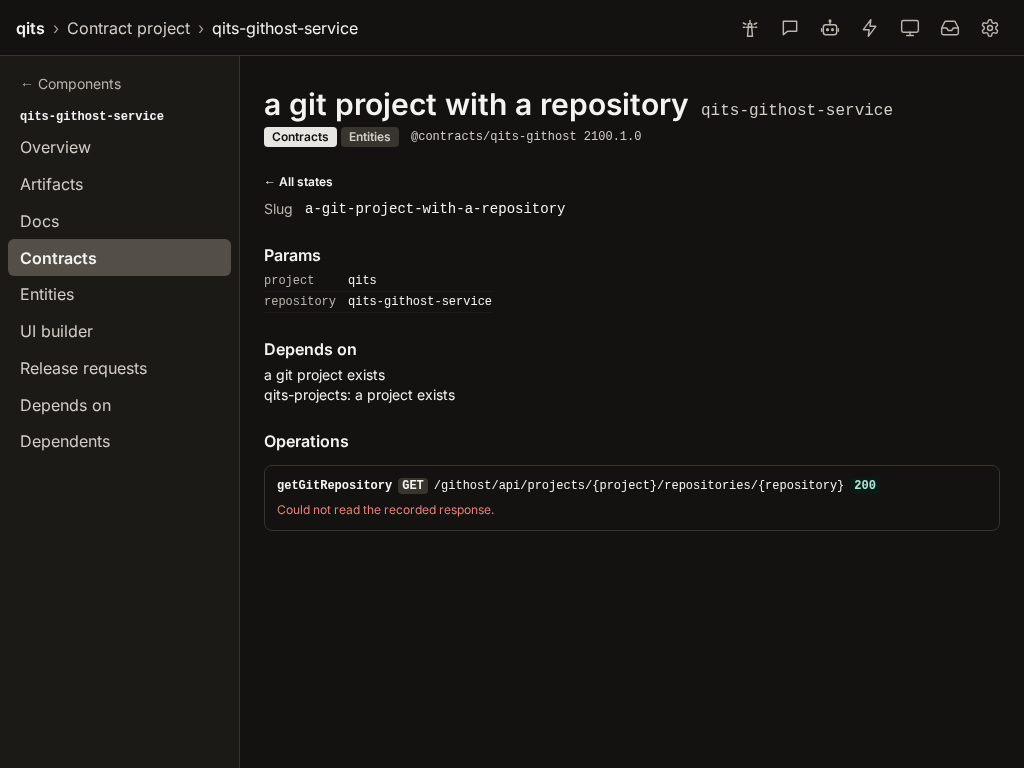 qits › Contract project › qits-githost-service
← Components
qits-githost-service
Overview
Artifacts
Docs
Contracts
Entities
UI builder
Release requests
Depends on
Dependents
a git project with a repository qits-githost-service
Contracts Entities @contracts/qits-githost 2100.1.0
← All states
Slug a-git-project-with-a-repository
Params
project qits
repository qits-githost-service
Depends on
a git project exists
qits-projects: a project exists
Operations
getGitRepository GET /githost/api/projects/{project}/repositories/{repository} 200
Could not read the recorded response.